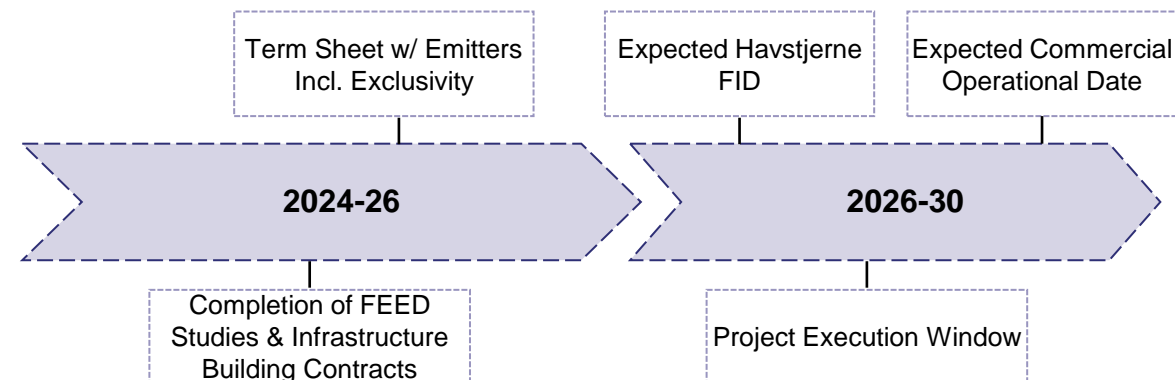 Term Sheet w/ Emitters
Incl. Exclusivity
Expected Havstjerne
FID
Expected Commercial
Operational Date
2024-26
2026-30
Completion of FEED
Studies & Infrastructure
Building Contracts
Project Execution Window